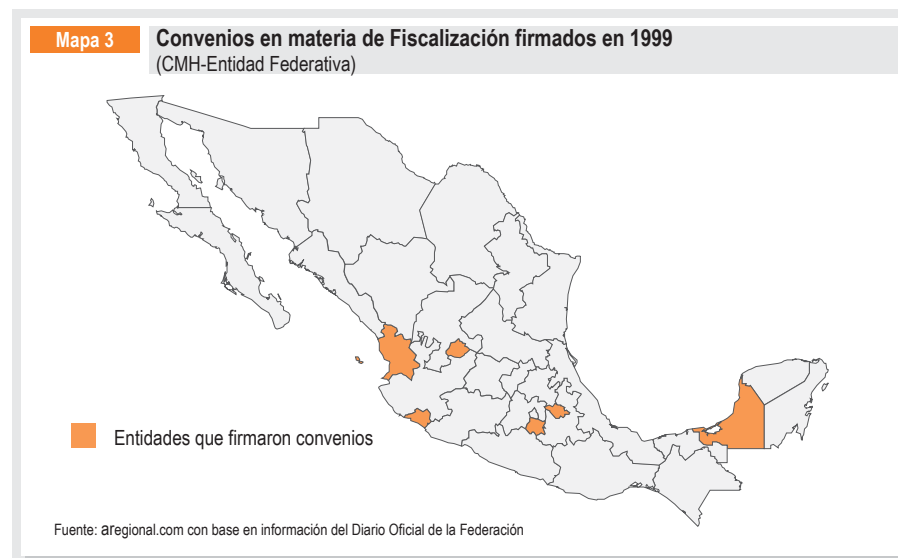 Mapa 3
Convenios en materia de Fiscalización firmados en 1999
(CMH-Entidad Federativa)
Entidades que firmaron convenios
Fuente: aregional.com con base en información del Diario Oficial de la Federación